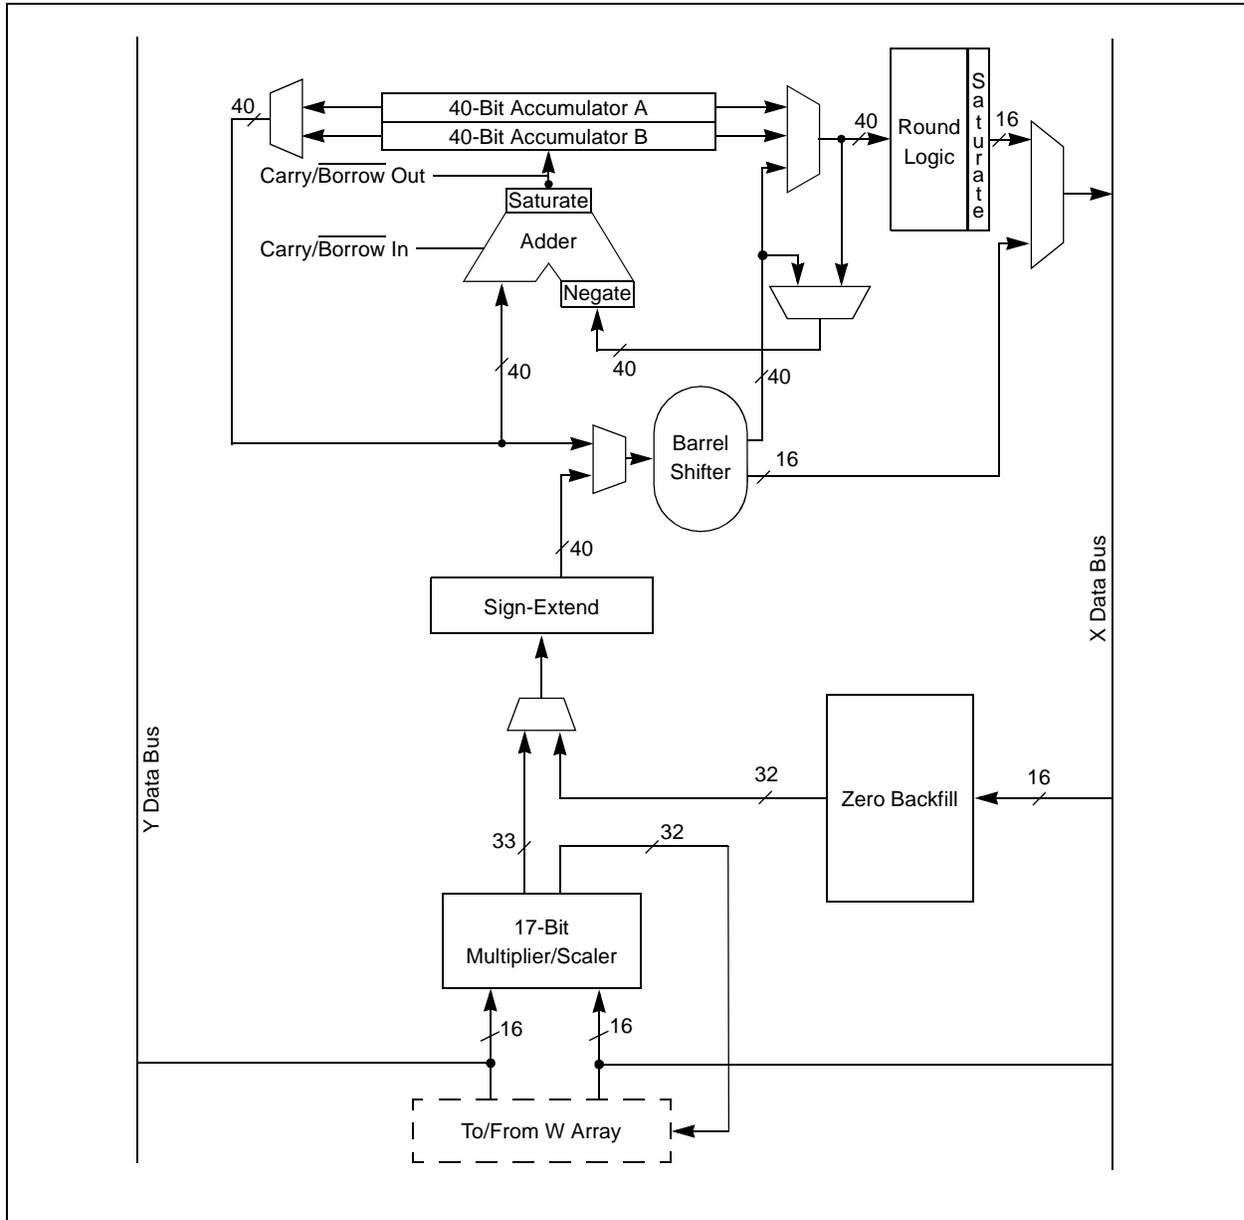 40-Bit Accumulator A
40
40-Bit Accumulator B
40
Round
Logic
Saturate
16
Carry/Borrow Out
Saturate
Carry/Borrow In
Adder
Negate
40
40
40
Barrel
Shifter
16
40
Sign-Extend
X Data Bus
Y Data Bus
32
Zero Backfill
16
33
32
17-Bit
Multiplier/Scaler
16
16
To/From W Array